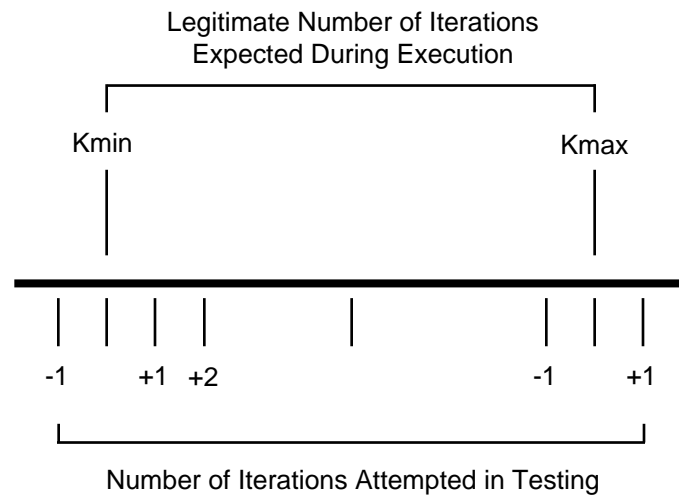 Legitimate Number of Iterations
Expected During Execution
Kmin Kmax
-1 +1 +2 -1 +1
Number of Iterations Attempted in Testing